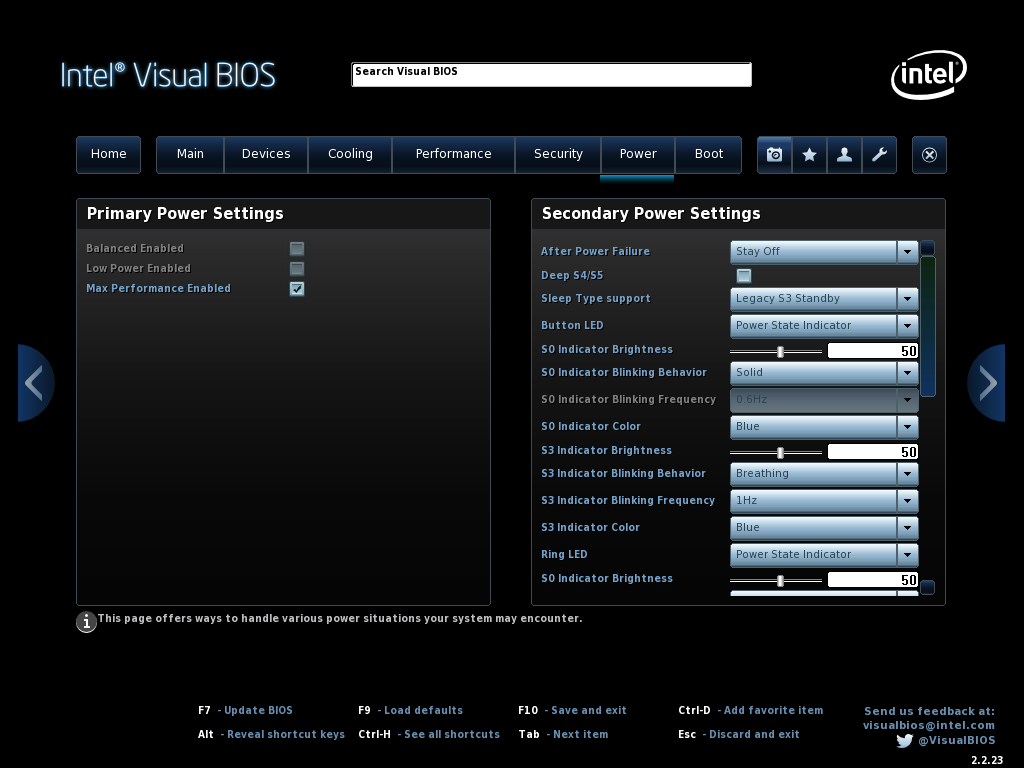 Intel® Visual BIOS
Search Visual BIOS
intel®
Home Main Devices Cooling Performance Security Power Boot
Primary Power Settings
Balanced Enabled
Low Power Enabled
Max Performance Enabled
Secondary Power Settings
After Power Failure Stay Off
Deep S4/S5
Sleep Type support Legacy S3 Standby
Button LED Power State Indicator
S0 Indicator Brightness 50
S0 Indicator Blinking Behavior Solid
S0 Indicator Blinking Frequency 0.6Hz
S0 Indicator Color Blue
S3 Indicator Brightness 50
S3 Indicator Blinking Behavior Breathing
S3 Indicator Blinking Frequency 1Hz
S3 Indicator Color Blue
Ring LED Power State Indicator
S0 Indicator Brightness 50
This page offers ways to handle various power situations your system may encounter.
F7 - Update BIOS F9 - Load defaults F10 - Save and exit Ctrl-D - Add favorite item
Alt - Reveal shortcut keys Ctrl-H - See all shortcuts Tab - Next item Esc - Discard and exit
Send us feedback at:
visualbios@intel.com
@VisualBIOS
2.2.23